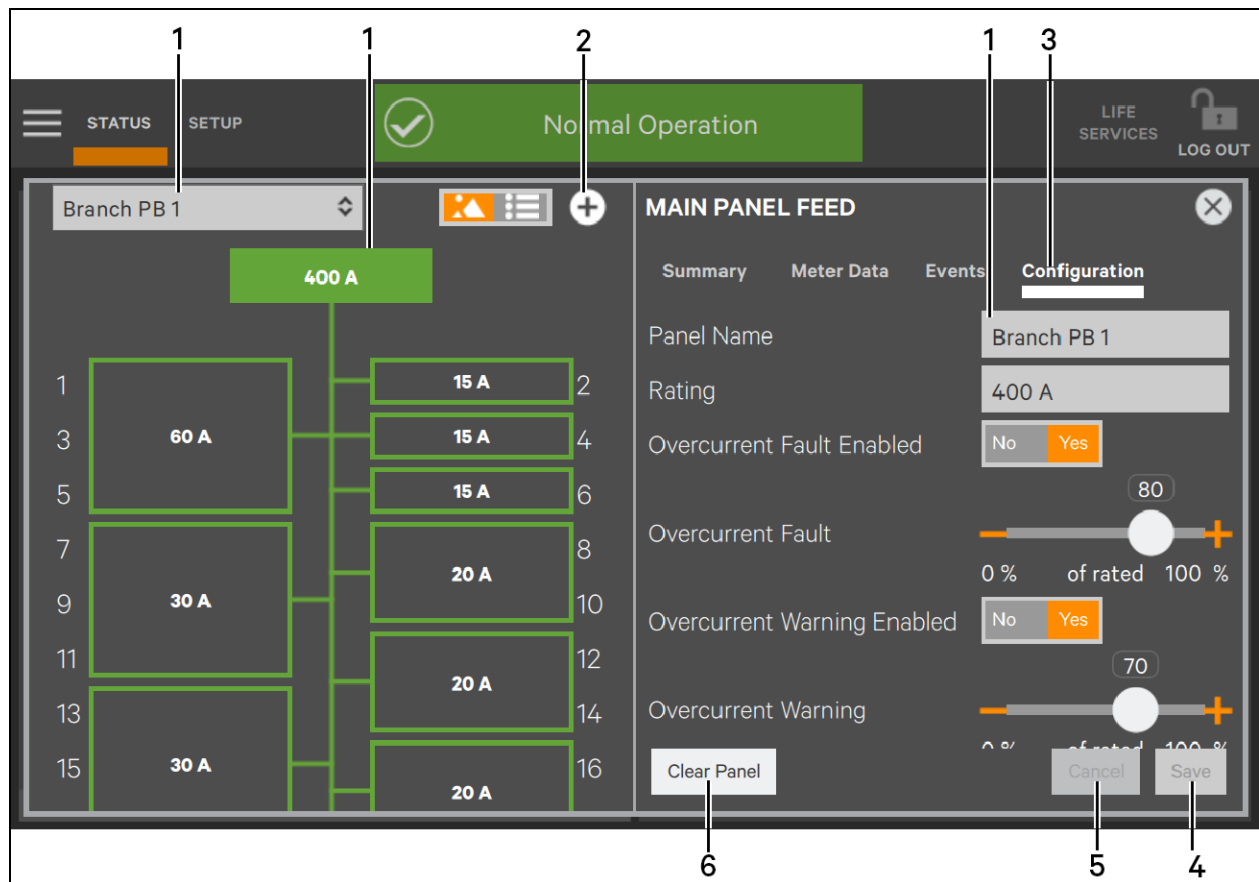 1 1 2 1 3
STATUS SETUP Normal Operation LIFE SERVICES LOG OUT
Branch PB 1
400 A
1 15 A 2
3 60 A 15 A 4
5 15 A 6
7 8
20 A
9 30 A 10
11 12
20 A
13 14
15 30 A 16
20 A
MAIN PANEL FEED
Summary Meter Data Events Configuration
Panel Name Branch PB 1
Rating 400 A
Overcurrent Fault Enabled No Yes
80
Overcurrent Fault
0 % of rated 100 %
Overcurrent Warning Enabled No Yes
70
Overcurrent Warning
0 % of rated 100 %
Clear Panel Cancel Save
6 5 4